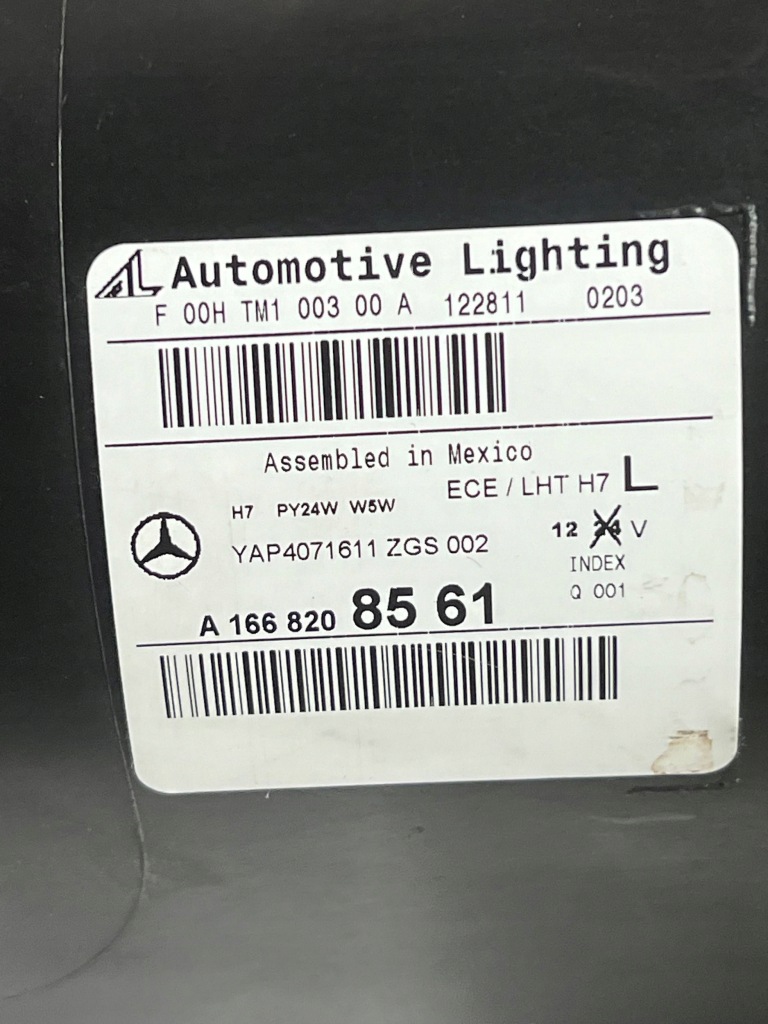 AL Automotive Lighting
F 00H TM1 003 00 A 122811 0203
Assembled in Mexico
ECE / LHT H7 L
H7 PY24W W5W
12 24 V
YAP4071611 ZGS 002
INDEX
Q 001
A 166 820 85 61